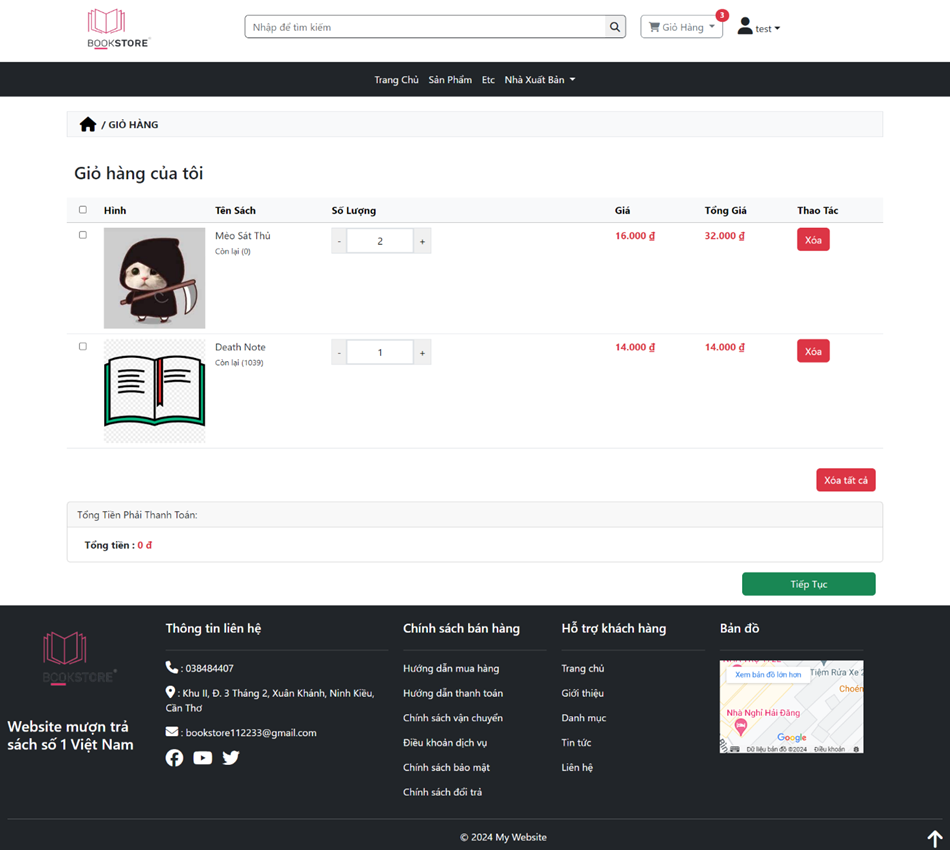 BOOKSTORE
Nhập để tìm kiếm
Giỏ Hàng
3
test
Trang Chủ Sản Phẩm Etc Nhà Xuất Bản
/ GIỎ HÀNG
Giỏ hàng của tôi
Hình Tên Sách Số Lượng Giá Tổng Giá Thao Tác
Mèo Sát Thủ - 2 + 16.000 ₫ 32.000 ₫ Xóa
Còn lại (0)
Death Note - 1 + 14.000 ₫ 14.000 ₫ Xóa
Còn lại (1039)
Xóa tất cả
Tổng Tiền Phải Thanh Toán:
Tổng tiền : 0 đ
Tiếp Tục
BOOKSTORE
Website mượn trả
sách số 1 Việt Nam
Thông tin liên hệ
: 038484407
: Khu II, Đ. 3 Tháng 2, Xuân Khánh, Ninh Kiều,
Cần Thơ
: bookstore112233@gmail.com
Chính sách bán hàng
Hướng dẫn mua hàng
Hướng dẫn thanh toán
Chính sách vận chuyển
Điều khoản dịch vụ
Chính sách bảo mật
Chính sách đổi trả
Hỗ trợ khách hàng
Trang chủ
Giới thiệu
Danh mục
Tin tức
Liên hệ
Bản đồ
Xem bản đồ lớn hơn
Tiệm Rửa Xe
Nhà Nghỉ Hải Đăng
Google
Dữ liệu bản đồ ©2024 Điều khoản
© 2024 My Website